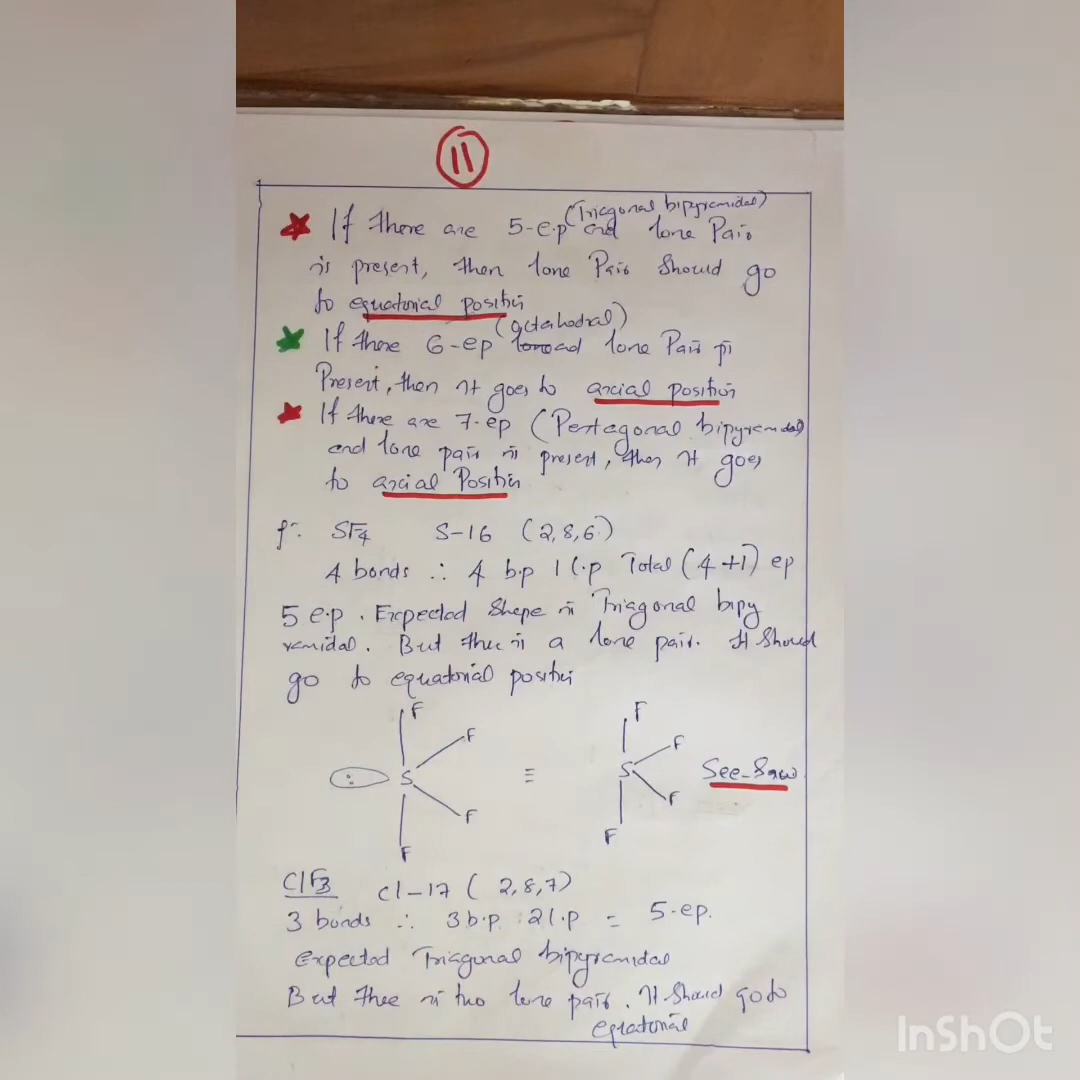 11
(Triagonal bipyramidal)
★ If there are 5-e.p and lone Pair
is present, then lone Pair should go
to equatorial position
(octahedral)
★ If there 6-ep lone Pair is
Present, then it goes to axial position
★ If there are 7-ep (Pentagonal bipyramidal
and lone pair is present, then it goes
to axial Position
SF4 S-16 (2,8,6)
4 bonds ∴ 4 b.p 1 l.p Total (4+1) ep
5 e.p. Expected Shape is Triagonal bipy
ramidal. But there is a lone pair. It should
go to equatorial position
F F
F F
: S ≡ S See-Saw
F F
F F
ClF3 Cl-17 (2,8,7)
3 bonds ∴ 3 b.p 2 l.p = 5-ep.
expected Triagonal bipyramidal
But there is two lone pair. It should go to
equatorial
InShOt